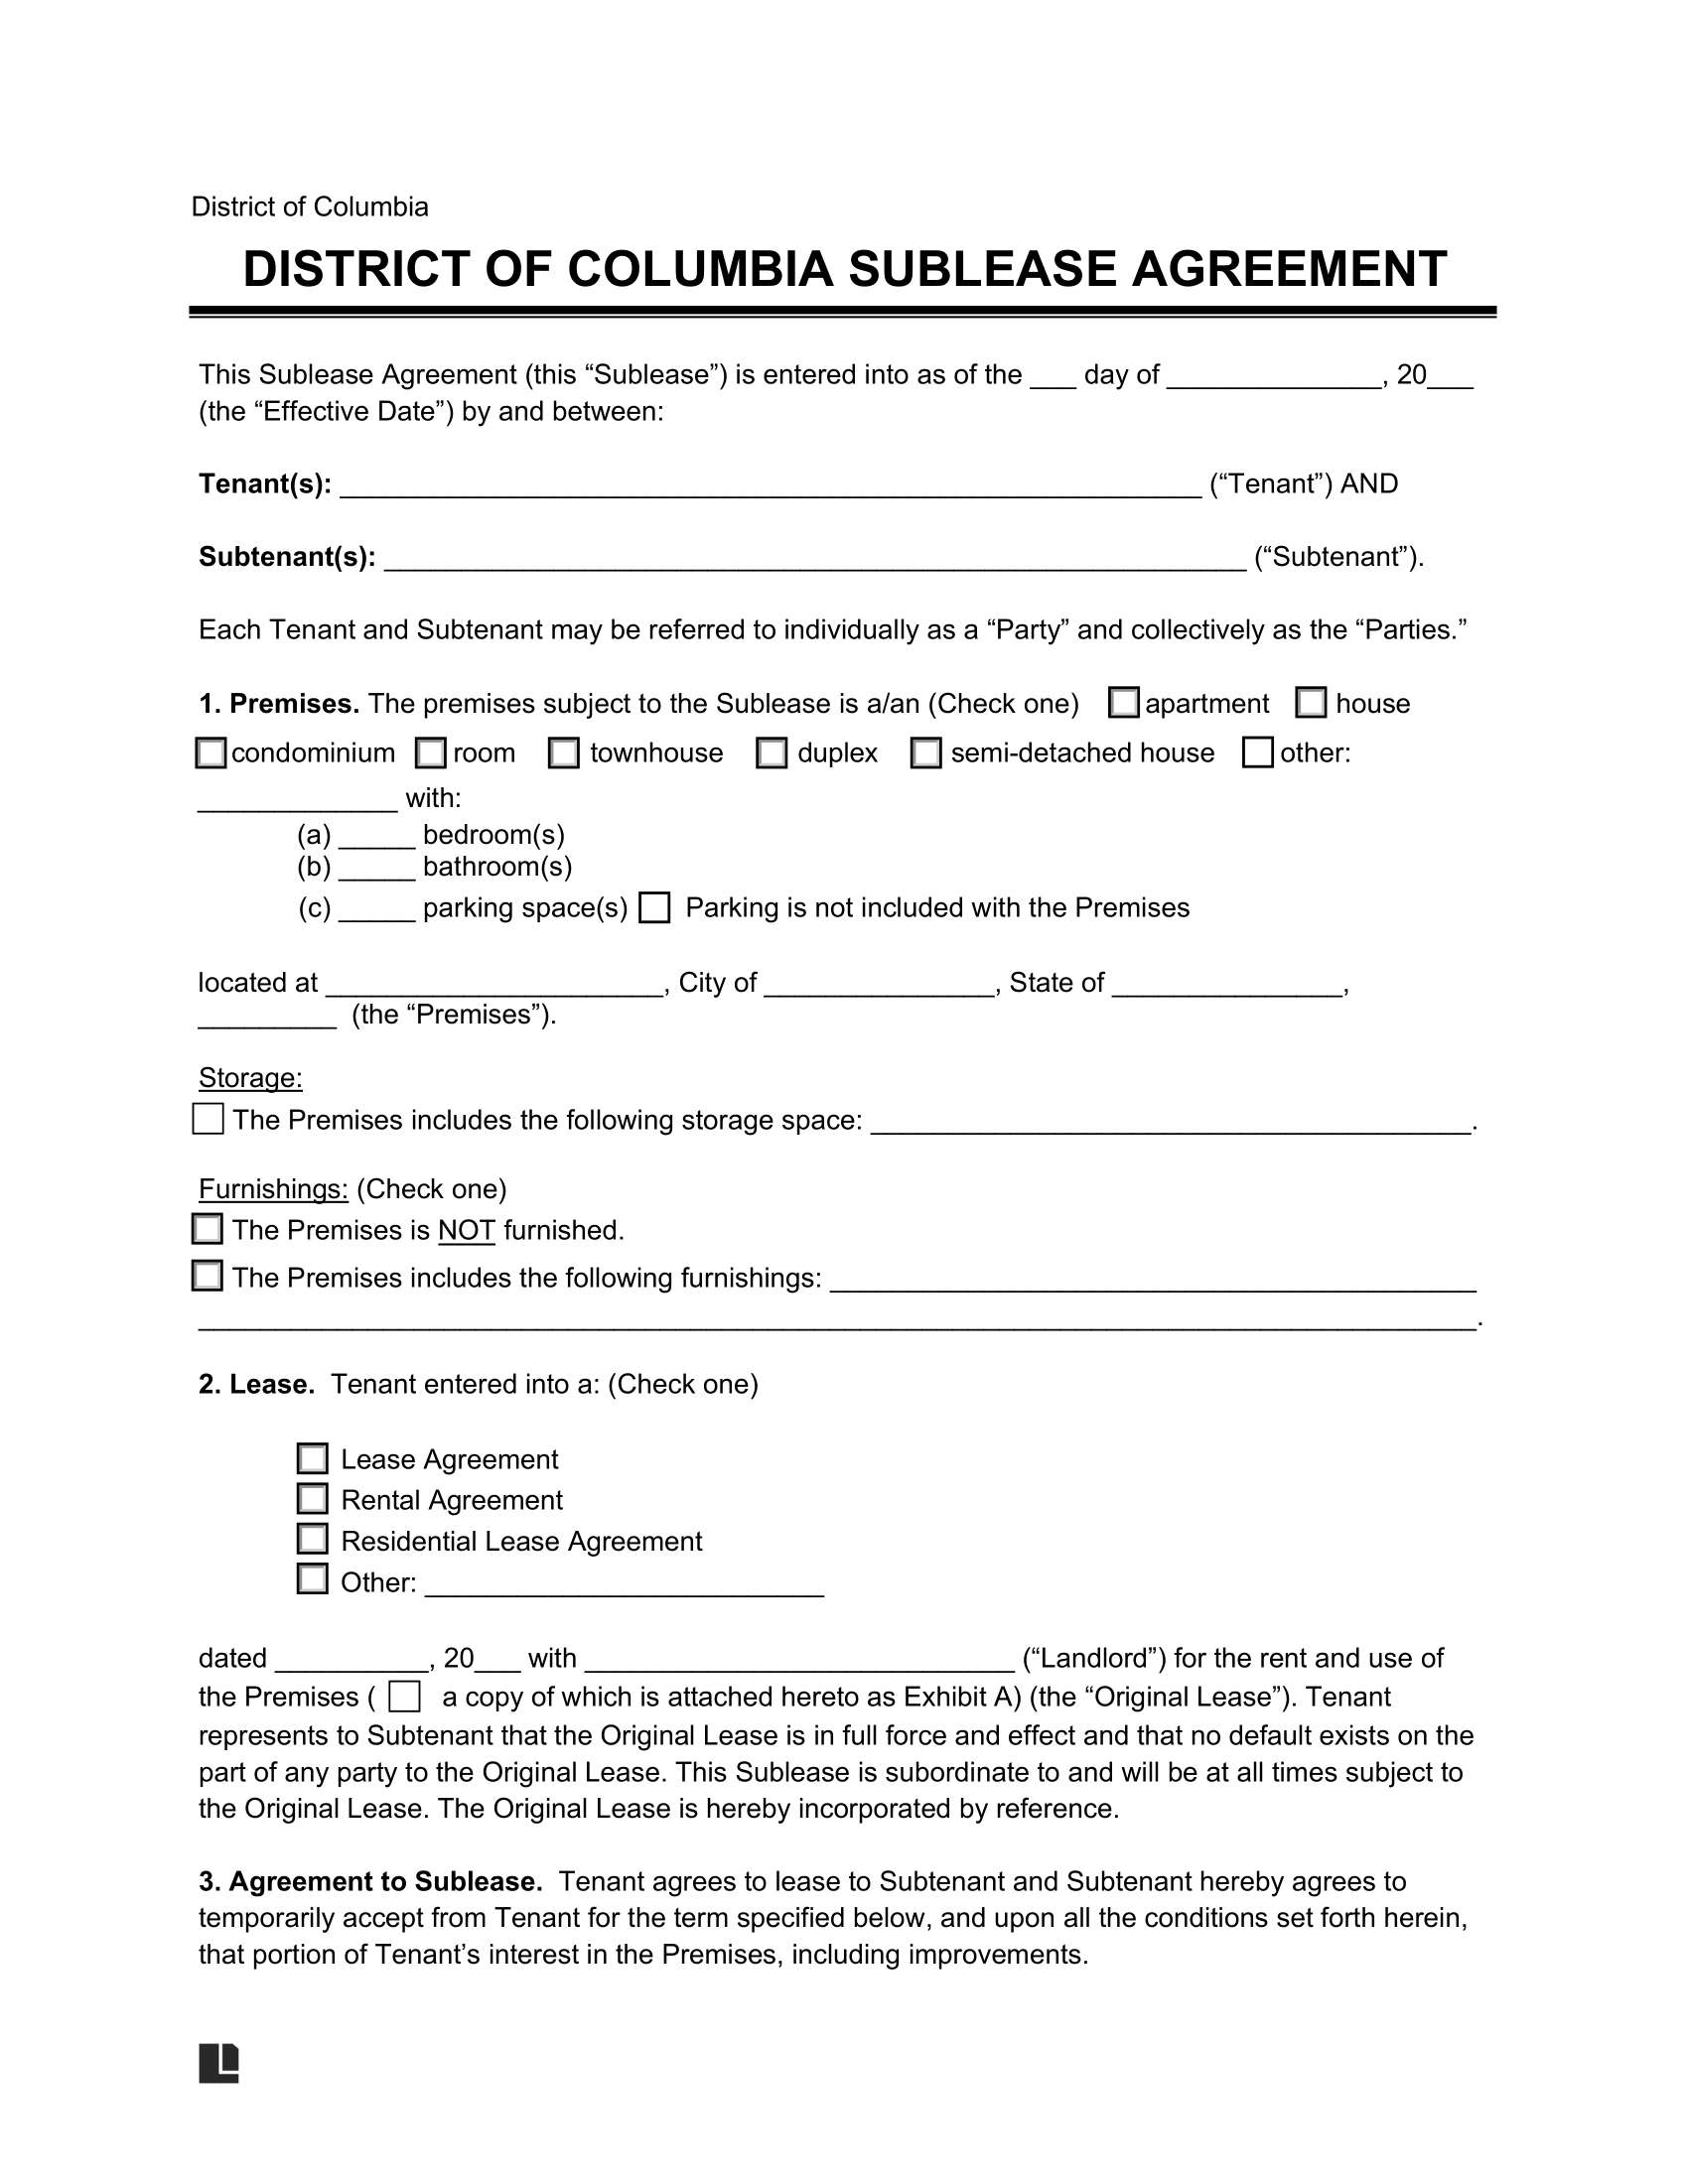 District of Columbia
DISTRICT OF COLUMBIA SUBLEASE AGREEMENT
This Sublease Agreement (this “Sublease”) is entered into as of the ___ day of ______________, 20___
(the “Effective Date”) by and between:
Tenant(s): ________________________________________________________ (“Tenant”) AND
Subtenant(s): ________________________________________________________ (“Subtenant”).
Each Tenant and Subtenant may be referred to individually as a “Party” and collectively as the “Parties.”
1. Premises. The premises subject to the Sublease is a/an (Check one) ☐ apartment ☐ house
☐ condominium ☐ room ☐ townhouse ☐ duplex ☐ semi-detached house ☐ other:
_____________ with:
(a) _____ bedroom(s)
(b) _____ bathroom(s)
(c) _____ parking space(s) ☐ Parking is not included with the Premises
located at ______________________, City of _______________, State of _______________,
_________ (the “Premises”).
Storage:
☐ The Premises includes the following storage space: _______________________________________.
Furnishings: (Check one)
☐ The Premises is NOT furnished.
☐ The Premises includes the following furnishings: __________________________________________
___________________________________________________________________________________.
2. Lease. Tenant entered into a: (Check one)
☐ Lease Agreement
☐ Rental Agreement
☐ Residential Lease Agreement
☐ Other: __________________________
dated __________, 20___ with ____________________________ (“Landlord”) for the rent and use of
the Premises ( ☐ a copy of which is attached hereto as Exhibit A) (the “Original Lease”). Tenant
represents to Subtenant that the Original Lease is in full force and effect and that no default exists on the
part of any party to the Original Lease. This Sublease is subordinate to and will be at all times subject to
the Original Lease. The Original Lease is hereby incorporated by reference.
3. Agreement to Sublease. Tenant agrees to lease to Subtenant and Subtenant hereby agrees to
temporarily accept from Tenant for the term specified below, and upon all the conditions set forth herein,
that portion of Tenant’s interest in the Premises, including improvements.